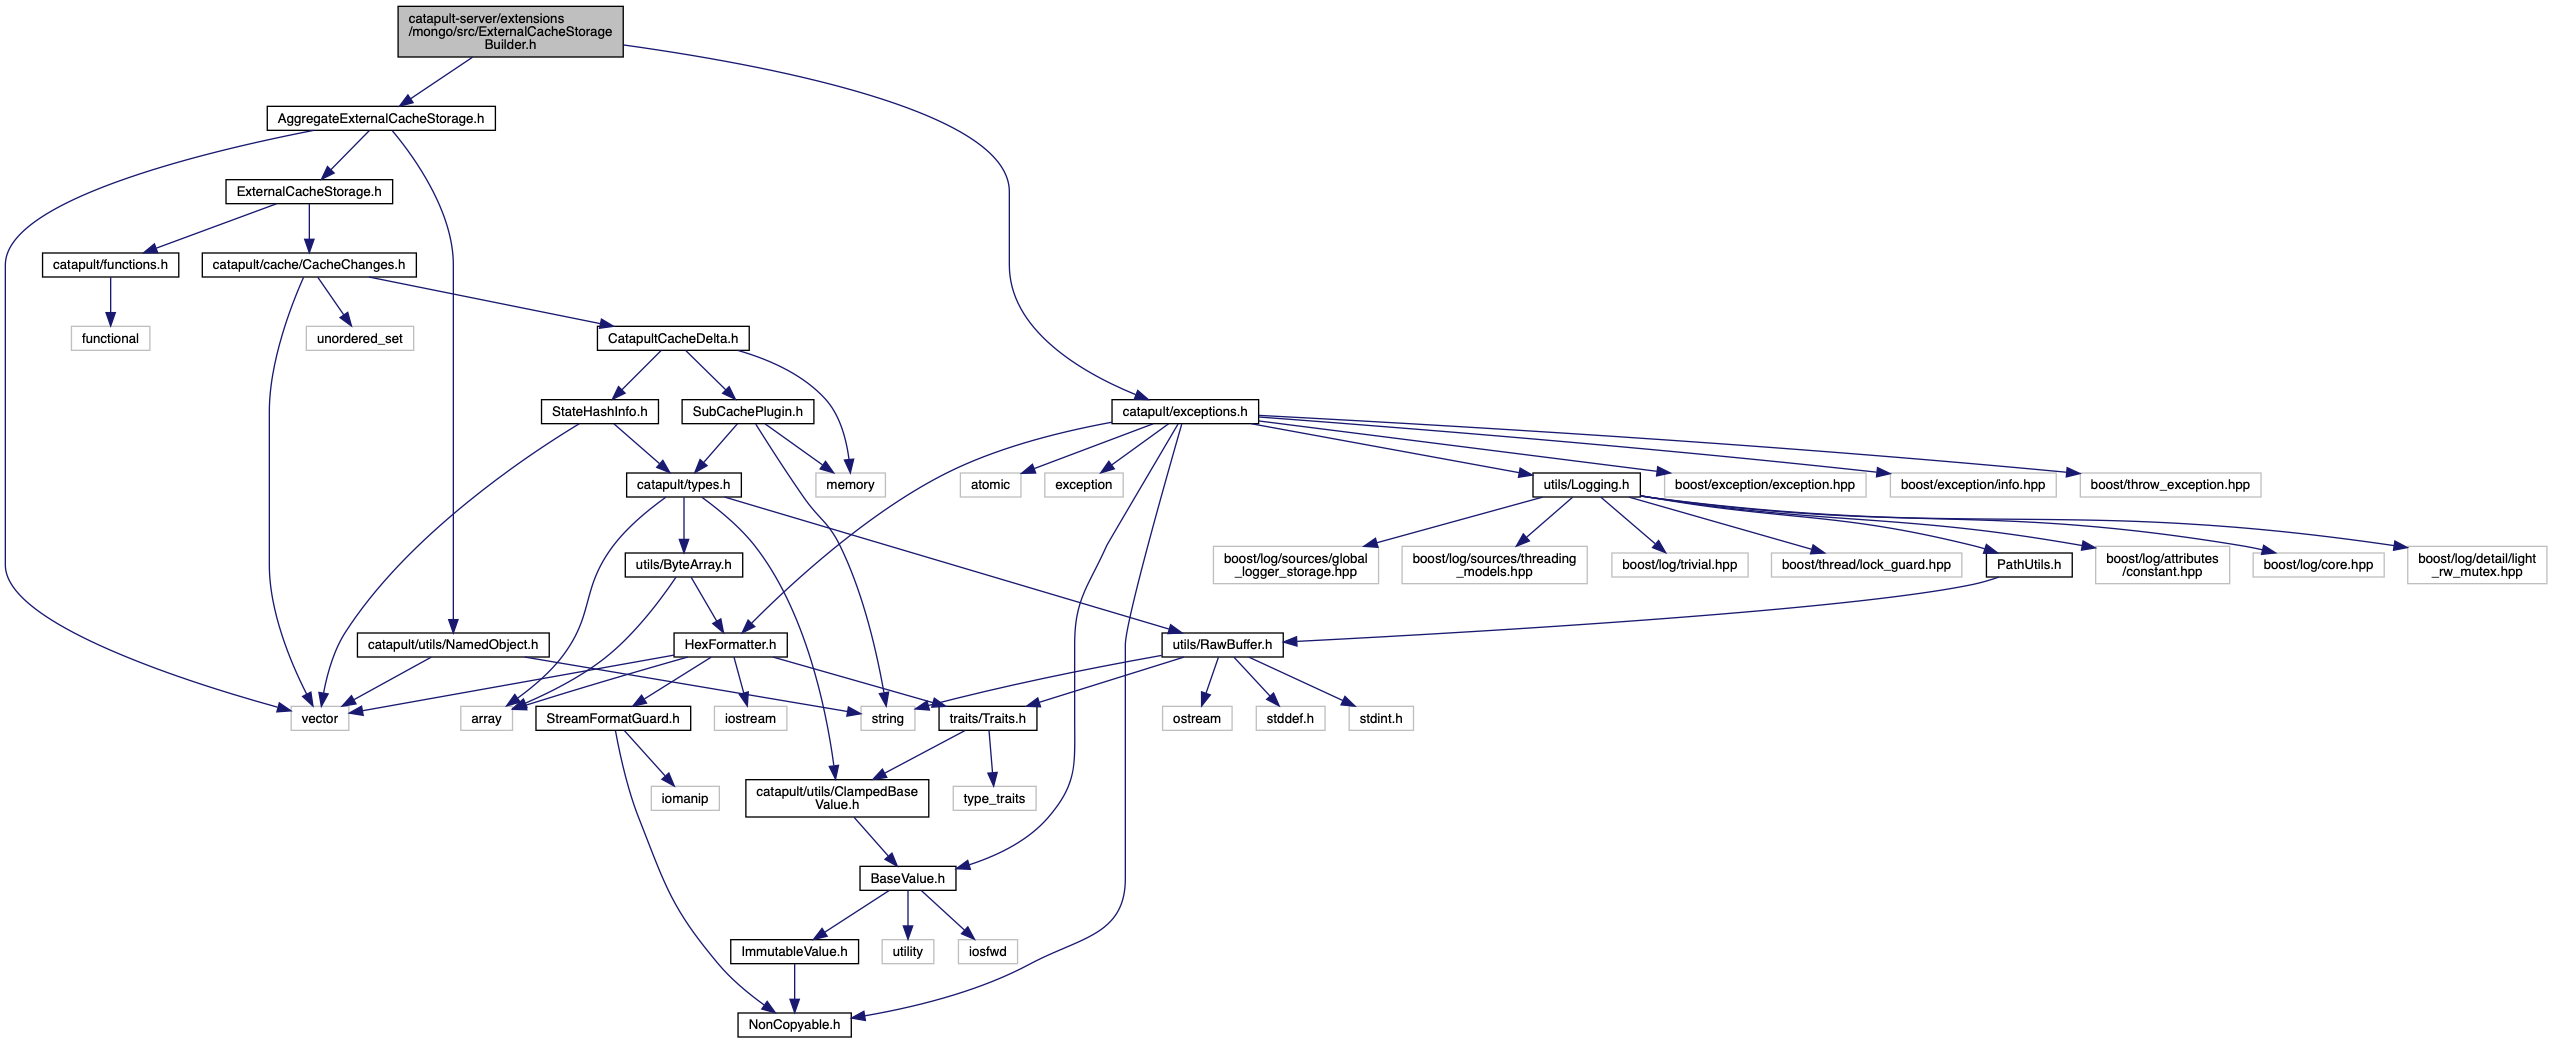 catapult-server/extensions
/mongo/src/ExternalCacheStorage
Builder.h
AggregateExternalCacheStorage.h
ExternalCacheStorage.h
catapult/functions.h
catapult/cache/CacheChanges.h
functional
unordered_set
CatapultCacheDelta.h
StateHashInfo.h
SubCachePlugin.h
catapult/exceptions.h
catapult/types.h
memory
atomic
exception
utils/Logging.h
boost/exception/exception.hpp
boost/exception/info.hpp
boost/throw_exception.hpp
utils/ByteArray.h
boost/log/sources/global
_logger_storage.hpp
boost/log/sources/threading
_models.hpp
boost/log/trivial.hpp
boost/thread/lock_guard.hpp
PathUtils.h
boost/log/attributes
/constant.hpp
boost/log/core.hpp
boost/log/detail/light
_rw_mutex.hpp
catapult/utils/NamedObject.h
HexFormatter.h
utils/RawBuffer.h
vector
array
StreamFormatGuard.h
iostream
string
traits/Traits.h
ostream
stddef.h
stdint.h
iomanip
catapult/utils/ClampedBase
Value.h
type_traits
BaseValue.h
ImmutableValue.h
utility
iosfwd
NonCopyable.h